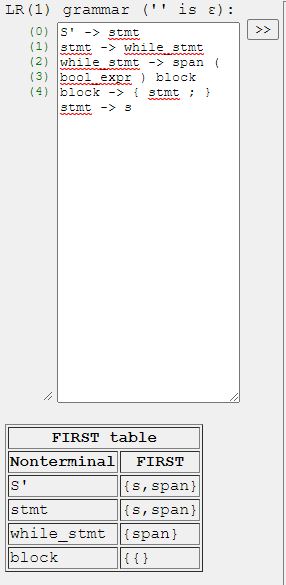 LR(1) grammar ('' is ε):
(0) S' -> stmt
(1) stmt -> while_stmt
(2) while_stmt -> span (
(3) bool_expr ) block
(4) block -> { stmt ; }
stmt -> s
>>
FIRST table
Nonterminal FIRST
S' {s,span}
stmt {s,span}
while_stmt {span}
block {{}